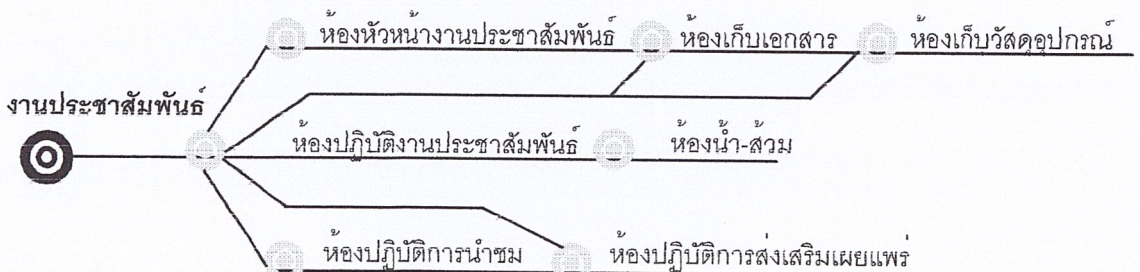 ห้องหัวหน้างานประชาสัมพันธ์ ห้องเก็บเอกสาร ห้องเก็บวัสดุอุปกรณ์
งานประชาสัมพันธ์
ห้องปฏิบัติงานประชาสัมพันธ์ ห้องน้ำ-ส้วม
ห้องปฏิบัติการนำชม ห้องปฏิบัติการส่งเสริมเผยแพร่